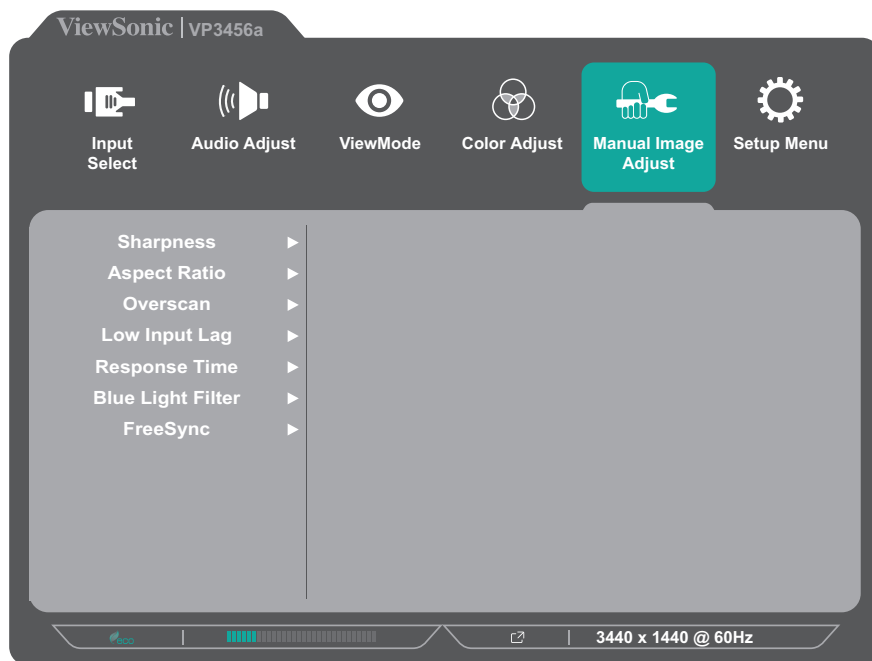 ViewSonic | VP3456a
Input
Select
Audio Adjust
ViewMode
Color Adjust
Manual Image
Adjust
Setup Menu
Sharpness
Aspect Ratio
Overscan
Low Input Lag
Response Time
Blue Light Filter
FreeSync
eco
3440 x 1440 @ 60Hz